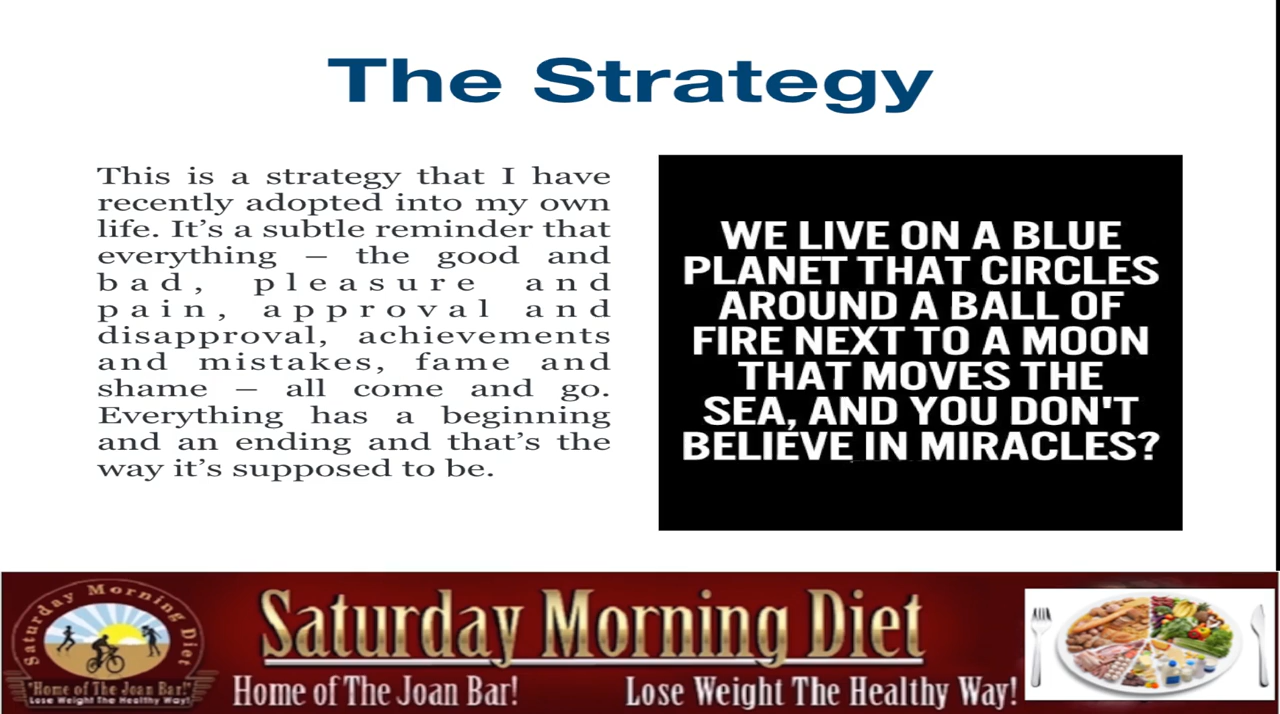 The Strategy
This is a strategy that I have
recently adopted into my own
life. It's a subtle reminder that
everything – the good and
bad, pleasure and
pain, approval and
disapproval, achievements
and mistakes, fame and
shame – all come and go.
Everything has a beginning
and an ending and that's the
way it's supposed to be.
WE LIVE ON A BLUE
PLANET THAT CIRCLES
AROUND A BALL OF
FIRE NEXT TO A MOON
THAT MOVES THE
SEA, AND YOU DON'T
BELIEVE IN MIRACLES?
Saturday Morning Diet
"Home of The Joan Bar!"
Lose Weight The Healthy Way!
Saturday Morning Diet
Home of The Joan Bar!
Lose Weight The Healthy Way!